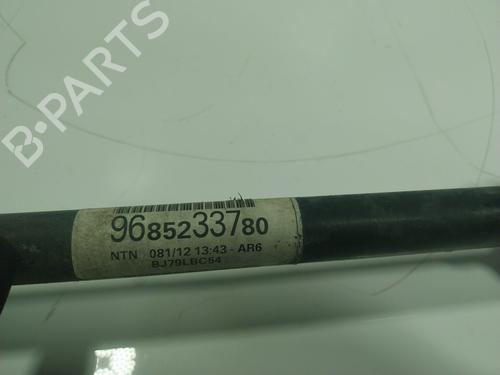 B-PARTS
9685233780
NTN 081/12 13:43 - AR6
BJ79LBC64